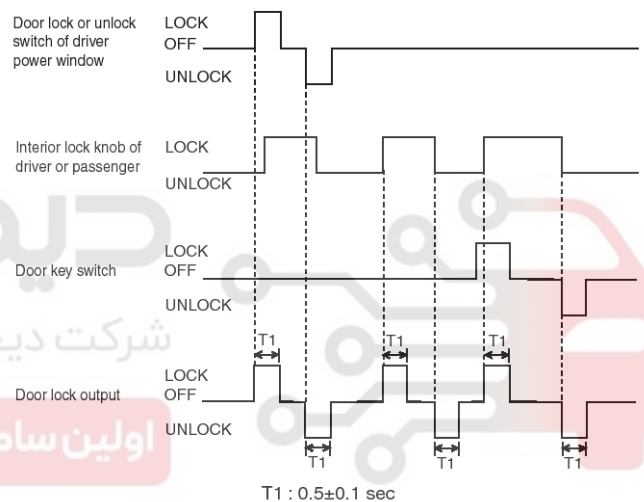 Door lock or unlock
switch of driver
power window
LOCK
OFF
UNLOCK
Interior lock knob of
driver or passenger
LOCK
UNLOCK
Door key switch
LOCK
OFF
UNLOCK
شرکت دیج
T1
T1
T1
Door lock output
LOCK
OFF
UNLOCK
اولین ساما
T1
T1
T1
T1 : 0.5±0.1 sec